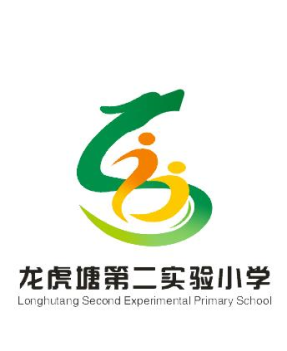 龙虎塘第二实验小学
Longhutang Second Experimental Primary School